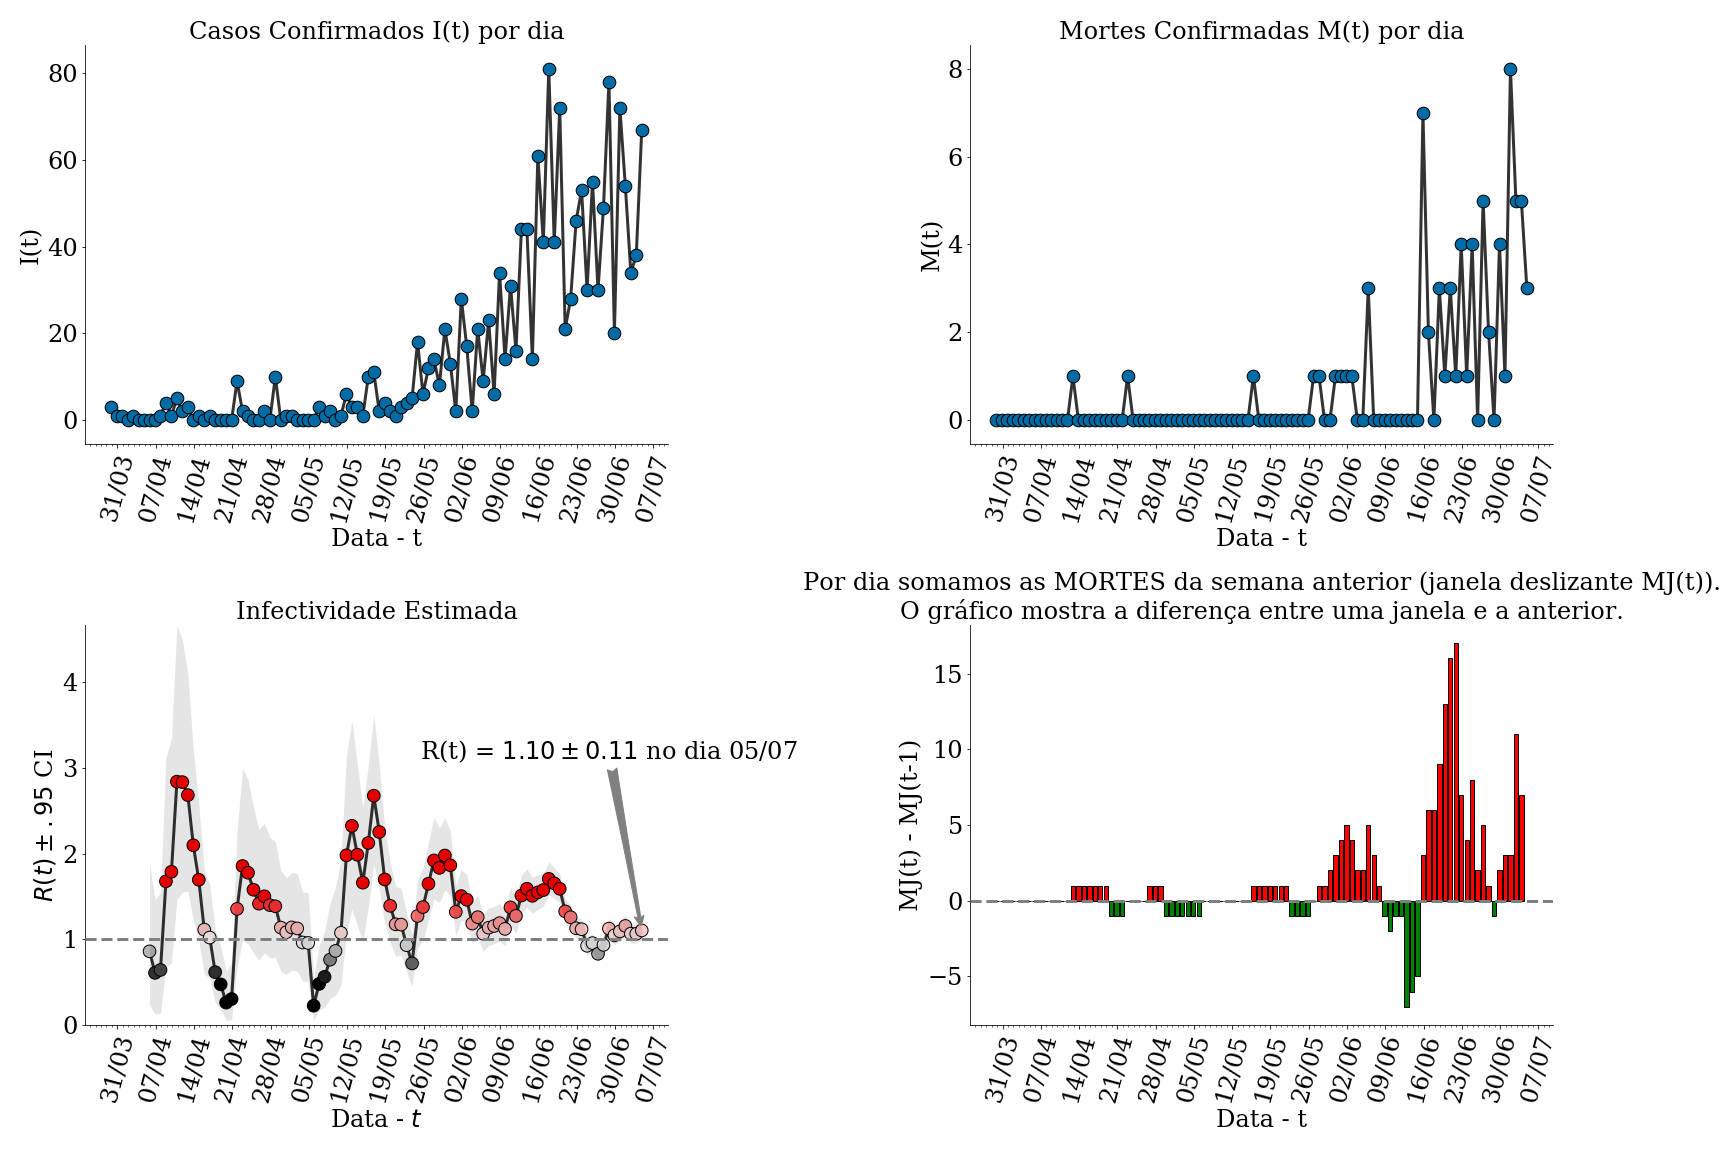 Casos Confirmados I(t) por dia
80
60
40
20
0
I(t)
31/03 07/04 14/04 21/04 28/04 05/05 12/05 19/05 26/05 02/06 09/06 16/06 23/06 30/06 07/07
Data - t
Mortes Confirmadas M(t) por dia
8
6
4
2
0
M(t)
31/03 07/04 14/04 21/04 28/04 05/05 12/05 19/05 26/05 02/06 09/06 16/06 23/06 30/06 07/07
Data - t
Infectividade Estimada
4
3
2
1
0
R(t) ± .95 CI
R(t) = 1.10 ± 0.11 no dia 05/07
31/03 07/04 14/04 21/04 28/04 05/05 12/05 19/05 26/05 02/06 09/06 16/06 23/06 30/06 07/07
Data - t
Por dia somamos as MORTES da semana anterior (janela deslizante MJ(t)).
O gráfico mostra a diferença entre uma janela e a anterior.
15
10
5
0
−5
MJ(t) - MJ(t-1)
31/03 07/04 14/04 21/04 28/04 05/05 12/05 19/05 26/05 02/06 09/06 16/06 23/06 30/06 07/07
Data - t